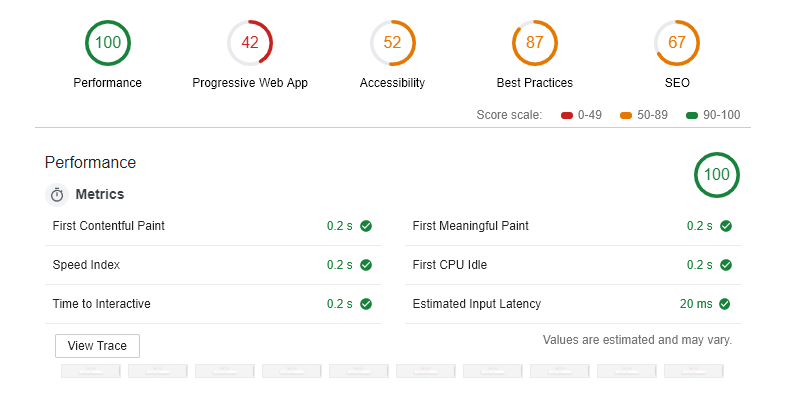 100 42 52 87 67
Performance Progressive Web App Accessibility Best Practices SEO
Score scale: 0-49 50-89 90-100
Performance 100
Metrics
First Contentful Paint 0.2 s First Meaningful Paint 0.2 s
Speed Index 0.2 s First CPU Idle 0.2 s
Time to Interactive 0.2 s Estimated Input Latency 20 ms
View Trace Values are estimated and may vary.